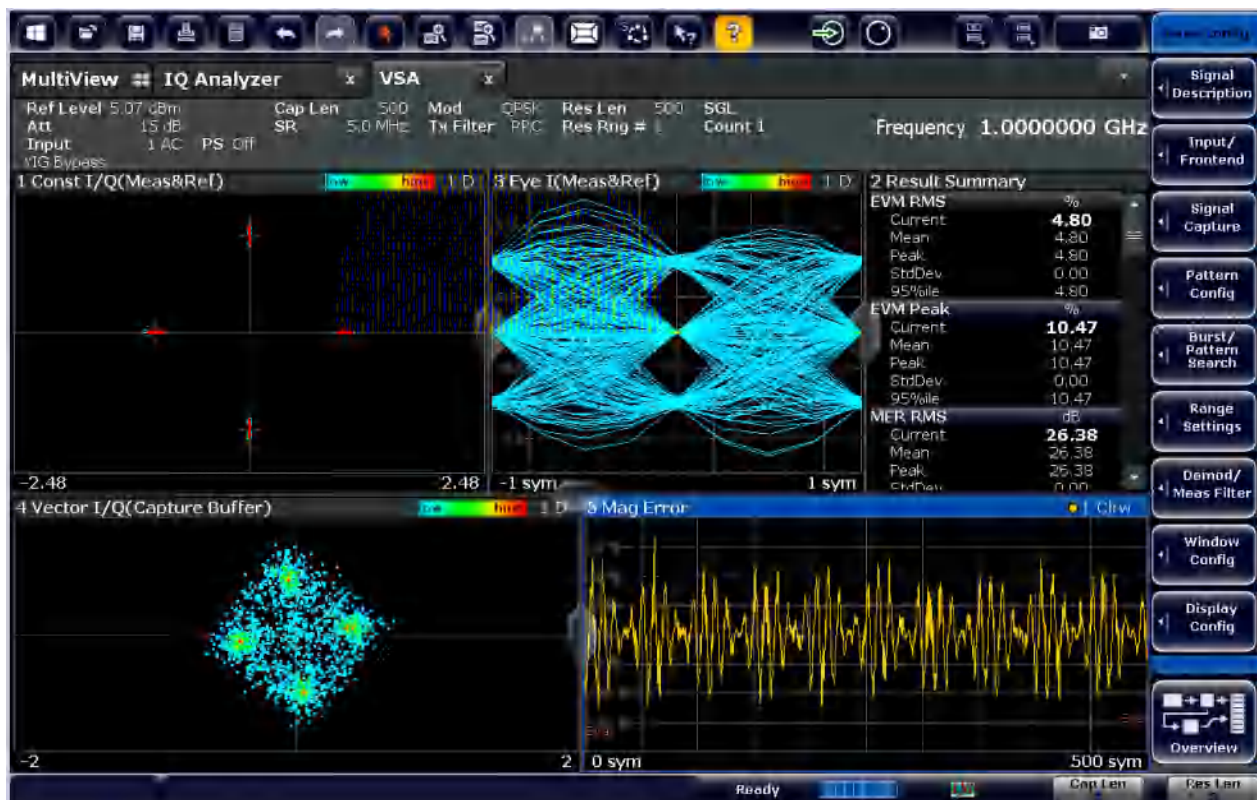 MultiView IQ Analyzer x VSA x
Ref Level 5.07 dBm Cap Len 500 Mod QPSK Res Len 500 SGL
Att 15 dB SR 5.0 MHz Tx Filter Res Rng # 1 Count 1
Frequency 1.0000000 GHz
Input 1 AC PS Off
YIG Bypass
1 Const I/Q(Meas&Ref) low
-2.48 2.48
3 Eye I(Meas&Ref) low
-1 sym 1 sym
2 Result Summary
EVM RMS %
Current 4.80
Mean 4.80
Peak 4.80
StdDev 0.00
95%ile 4.80
EVM Peak %
Current 10.47
Mean 10.47
Peak 10.47
StdDev 0.00
95%ile 10.47
MER RMS dB
Current 26.38
Mean 26.38
Peak 26.38
StdDev 0.00
4 Vector I/Q(Capture Buffer)
-2 2
Mag Error 1 Clrw
0 sym 500 sym
Signal
Description
Input/
Frontend
Signal
Capture
Pattern
Config
Burst/
Pattern
Search
Range
Settings
Demod/
Meas Filter
Window
Config
Display
Config
Overview
Ready
Cap Len
Res Len